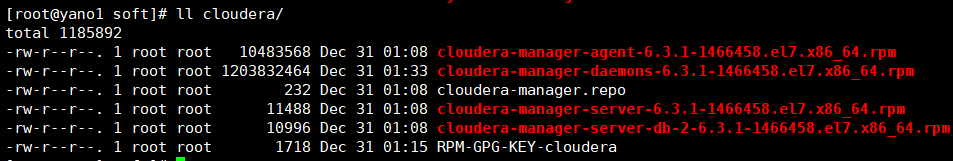 [root@yano1 soft]# ll cloudera/
total 1185892
-rw-r--r--. 1 root root   10483568 Dec 31 01:08 cloudera-manager-agent-6.3.1-1466458.el7.x86_64.rpm
-rw-r--r--. 1 root root 1203832464 Dec 31 01:33 cloudera-manager-daemons-6.3.1-1466458.el7.x86_64.rpm
-rw-r--r--. 1 root root        232 Dec 31 01:08 cloudera-manager.repo
-rw-r--r--. 1 root root      11488 Dec 31 01:08 cloudera-manager-server-6.3.1-1466458.el7.x86_64.rpm
-rw-r--r--. 1 root root      10996 Dec 31 01:08 cloudera-manager-server-db-2-6.3.1-1466458.el7.x86_64.rpm
-rw-r--r--. 1 root root       1718 Dec 31 01:15 RPM-GPG-KEY-cloudera